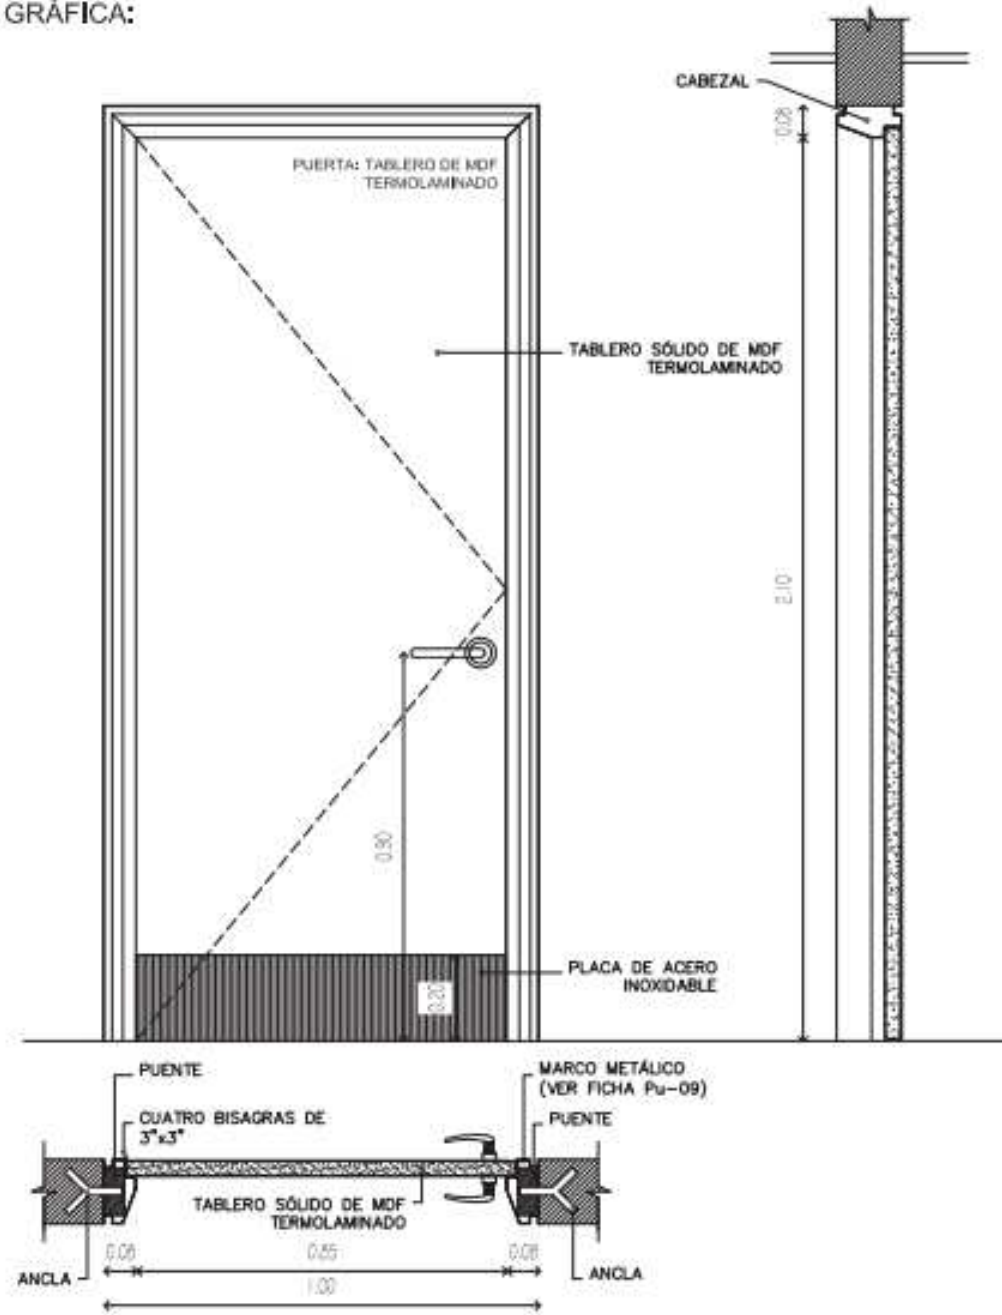 GRÁFICA:
CABEZAL
0.08
PUERTA: TABLERO DE MDF
TERMOLAMINADO
TABLERO SÓLIDO DE MDF
TERMOLAMINADO
2.10
0.90
PLACA DE ACERO
INOXIDABLE
0.20
PUENTE
MARCO METÁLICO
(VER FICHA Pu-09)
CUATRO BISAGRAS DE
3"x3"
PUENTE
TABLERO SÓLIDO DE MDF
TERMOLAMINADO
0.08
0.85
0.08
ANCLA
1.00
ANCLA